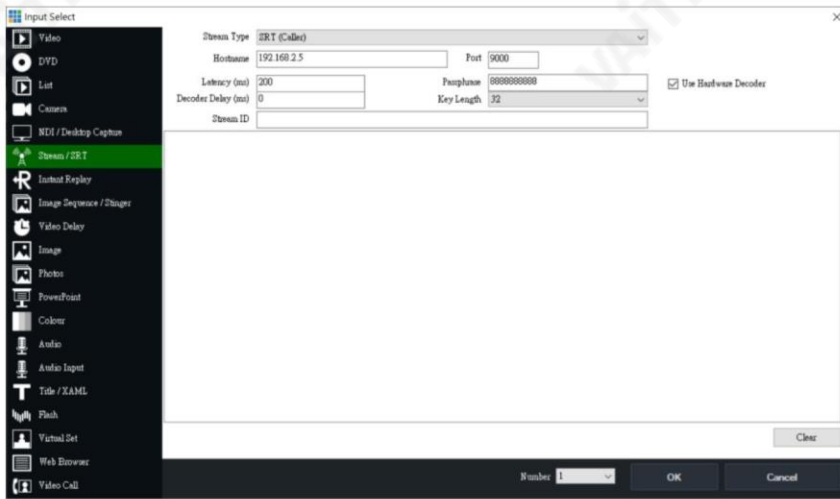 Input Select
Video
DVD
List
Camera
NDI / Desktop Capture
Stream / SRT
Instant Replay
Image Sequence / Stinger
Video Delay
Image
Photos
PowerPoint
Colour
Audio
Audio Input
Title / XAML
Flash
Virtual Set
Web Browser
Video Call
Stream Type SRT (Caller)
Hostname 192.168.2.5 Port 9000
Latency (ms) 200 Passphrase 8888888888 Use Hardware Decoder
Decoder Delay (ms) 0 Key Length 32
Stream ID
Clear
Number 1 OK Cancel